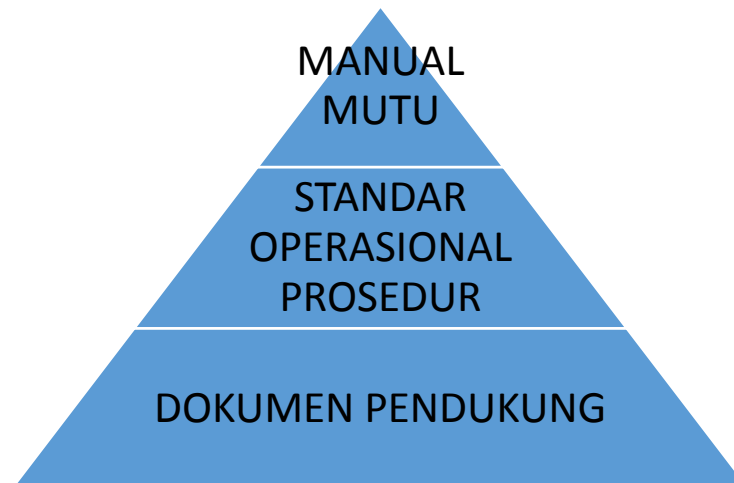 MANUAL
MUTU
STANDAR
OPERASIONAL
PROSEDUR
DOKUMEN PENDUKUNG